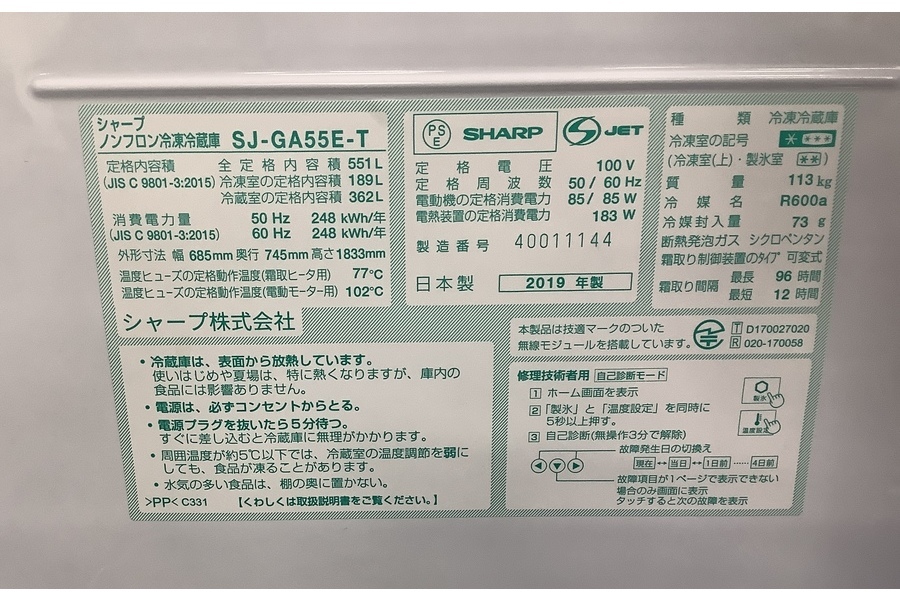 シャープ
ノンフロン冷凍冷蔵庫 SJ-GA55E-T
定格内容積 全定格内容積 551L
(JIS C 9801-3:2015) 冷凍室の定格内容積 189L
冷蔵室の定格内容積 362L
消費電力量 50 Hz 248 kWh/年
(JIS C 9801-3:2015) 60 Hz 248 kWh/年
外形寸法 幅 685mm 奥行 745mm 高さ 1833mm
温度ヒューズの定格動作温度(霜取ヒータ用) 77℃
温度ヒューズの定格動作温度(電動モーター用) 102℃
シャープ株式会社
PSE SHARP JET
定格電圧 100 V
定格周波数 50 / 60 Hz
電動機の定格消費電力 85 / 85 W
電熱装置の定格消費電力 183 W
製造番号 40011144
日本製 2019 年製
種類 冷凍冷蔵庫
冷凍室の記号 * ***
(冷凍室(上)・製氷室 **)
質量 113 kg
冷媒名 R600a
冷媒封入量 73 g
断熱発泡ガス シクロペンタン
霜取り制御装置のタイプ 可変式
霜取り間隔 最長 96 時間
最短 12 時間
本製品は技適マークのついた
無線モジュールを搭載しています。
T D170027020
R 020-170058
・冷蔵庫は、表面から放熱しています。
使いはじめや夏場は、特に熱くなりますが、庫内の
食品には影響ありません。
・電源は、必ずコンセントからとる。
・電源プラグを抜いたら5分待つ。
すぐに差し込むと冷蔵庫に無理がかかります。
・周囲温度が約5℃以下では、冷蔵室の温度調節を弱に
しても、食品が凍ることがあります。
・水気の多い食品は、棚の奥に置かない。
>PP< C331 【くわしくは取扱説明書をご覧ください。】
修理技術者用 自己診断モード
1 ホーム画面を表示
2 「製氷」と「温度設定」を同時に
5秒以上押す。
3 自己診断(無操作3分で解除)
製氷
温度設定
故障発生日の切換え
◀ ▼ ▶ 現在 ↔ 当日 ↔ 1日前 …… 4日前
故障項目が1ページで表示できない
場合のみ画面に表示
タッチすると次の故障を表示